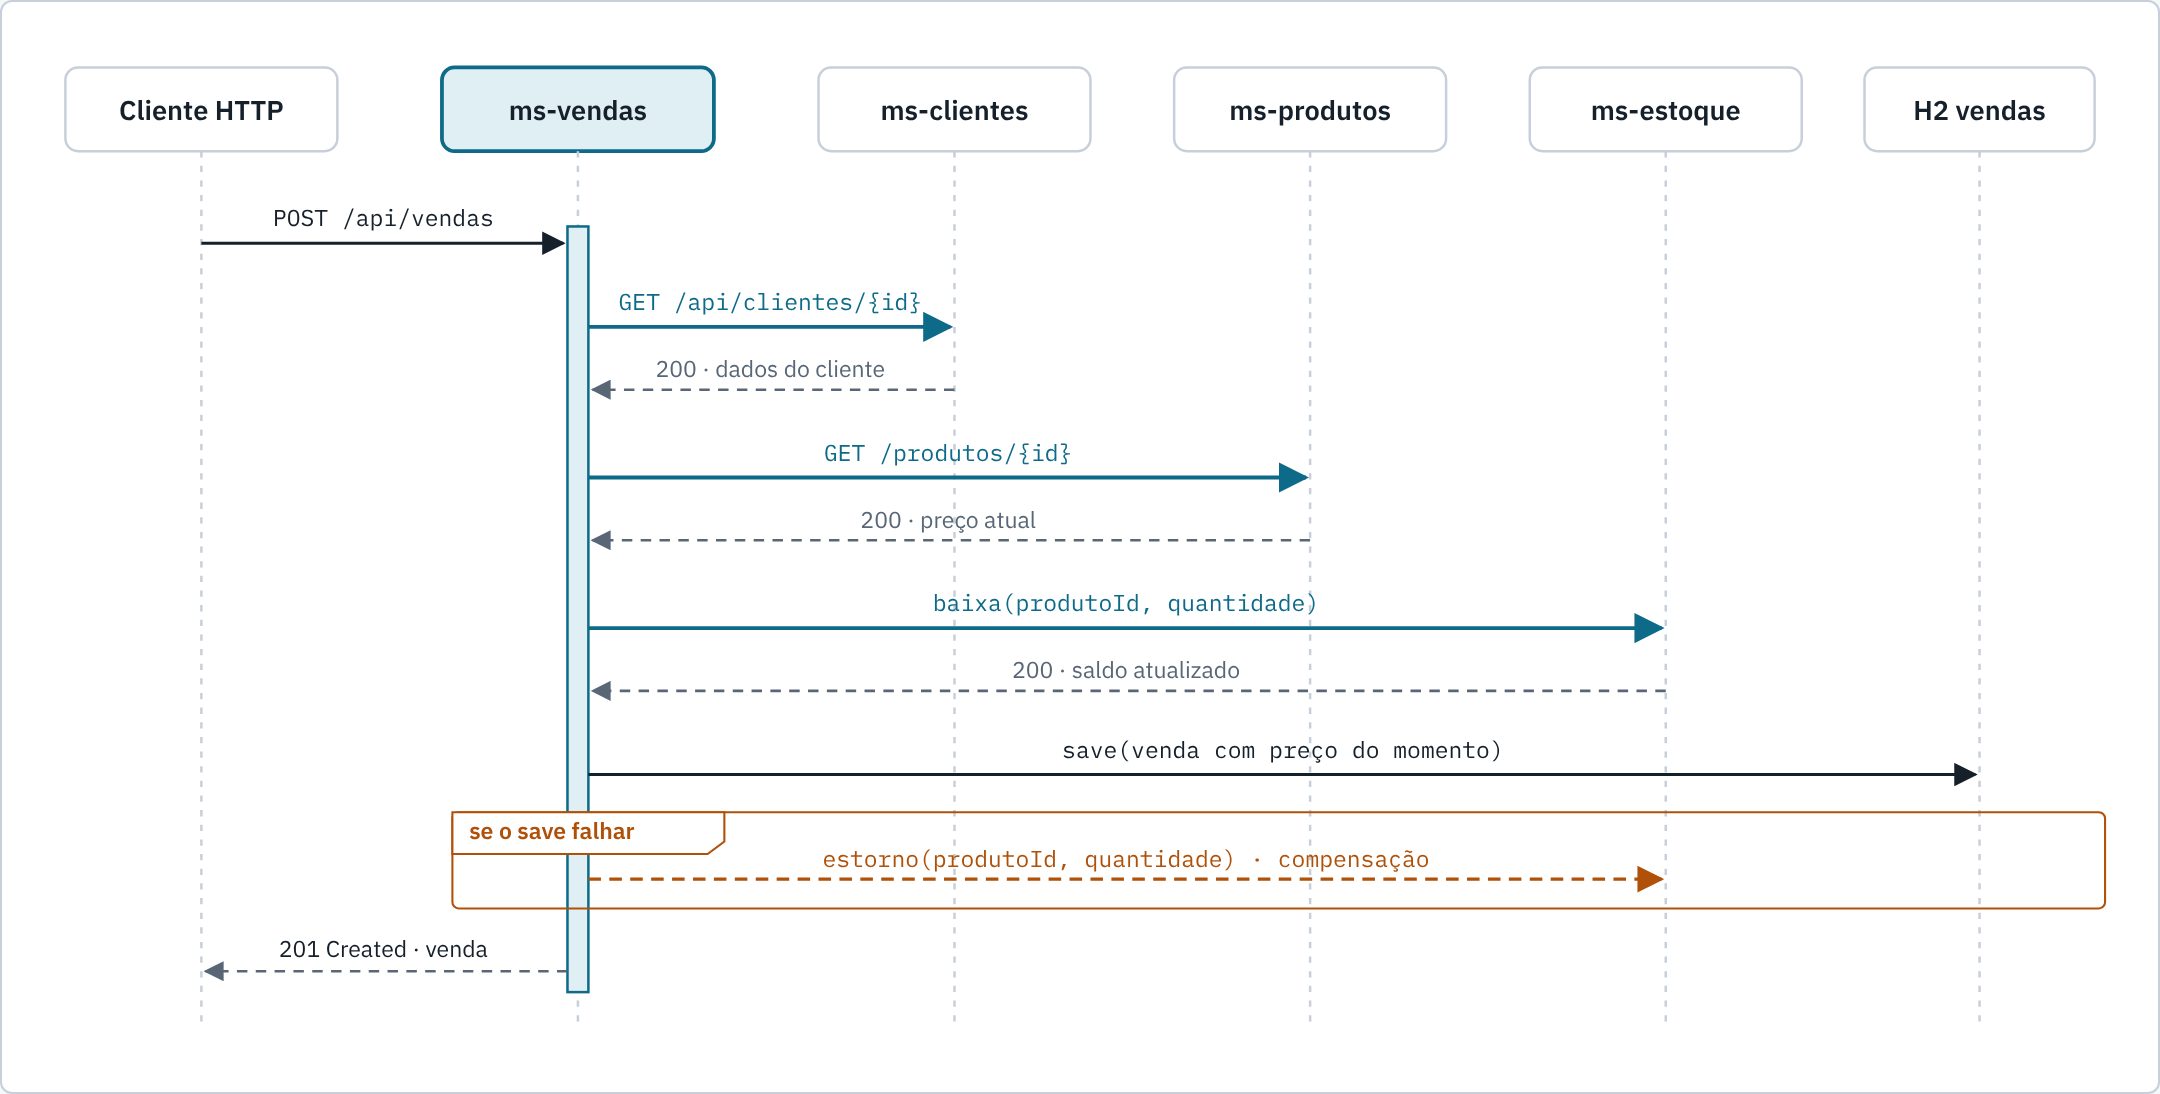 Cliente HTTP
ms-vendas
ms-clientes
ms-produtos
ms-estoque
H2 vendas
POST /api/vendas
GET /api/clientes/{id}
200 · dados do cliente
GET /produtos/{id}
200 · preço atual
baixa(produtoId, quantidade)
200 · saldo atualizado
save(venda com preço do momento)
se o save falhar
estorno(produtoId, quantidade) · compensação
201 Created · venda